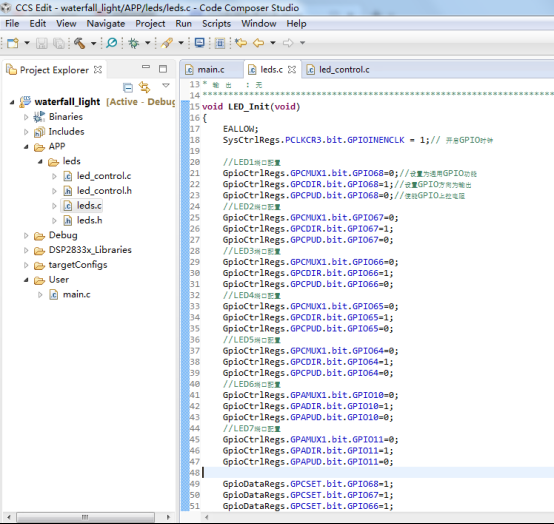 CCS Edit - waterfall_light/APP/leds/leds.c - Code Composer Studio
File Edit View Navigate Project Run Scripts Window Help
Project Explorer
waterfall_light [Active - Debug
Binaries
Includes
APP
leds
led_control.c
led_control.h
leds.c
leds.h
Debug
DSP2833x_Libraries
targetConfigs
User
main.c
main.c leds.c led_control.c
13 * 输 出 : 无
14 ************************************************************
15 void LED_Init(void)
16 {
17 EALLOW;
18 SysCtrlRegs.PCLKCR3.bit.GPIOINENCLK = 1;// 开启GPIO时钟
19
20 //LED1端口配置
21 GpioCtrlRegs.GPCMUX1.bit.GPIO68=0;//设置为通用GPIO功能
22 GpioCtrlRegs.GPCDIR.bit.GPIO68=1;//设置GPIO方向为输出
23 GpioCtrlRegs.GPCPUD.bit.GPIO68=0;//使能GPIO上拉电阻
24 //LED2端口配置
25 GpioCtrlRegs.GPCMUX1.bit.GPIO67=0;
26 GpioCtrlRegs.GPCDIR.bit.GPIO67=1;
27 GpioCtrlRegs.GPCPUD.bit.GPIO67=0;
28 //LED3端口配置
29 GpioCtrlRegs.GPCMUX1.bit.GPIO66=0;
30 GpioCtrlRegs.GPCDIR.bit.GPIO66=1;
31 GpioCtrlRegs.GPCPUD.bit.GPIO66=0;
32 //LED4端口配置
33 GpioCtrlRegs.GPCMUX1.bit.GPIO65=0;
34 GpioCtrlRegs.GPCDIR.bit.GPIO65=1;
35 GpioCtrlRegs.GPCPUD.bit.GPIO65=0;
36 //LED5端口配置
37 GpioCtrlRegs.GPCMUX1.bit.GPIO64=0;
38 GpioCtrlRegs.GPCDIR.bit.GPIO64=1;
39 GpioCtrlRegs.GPCPUD.bit.GPIO64=0;
40 //LED6端口配置
41 GpioCtrlRegs.GPAMUX1.bit.GPIO10=0;
42 GpioCtrlRegs.GPADIR.bit.GPIO10=1;
43 GpioCtrlRegs.GPAPUD.bit.GPIO10=0;
44 //LED7端口配置
45 GpioCtrlRegs.GPAMUX1.bit.GPIO11=0;
46 GpioCtrlRegs.GPADIR.bit.GPIO11=1;
47 GpioCtrlRegs.GPAPUD.bit.GPIO11=0;
48
49 GpioDataRegs.GPCSET.bit.GPIO68=1;
50 GpioDataRegs.GPCSET.bit.GPIO67=1;
51 GpioDataRegs.GPCSET.bit.GPIO66=1;